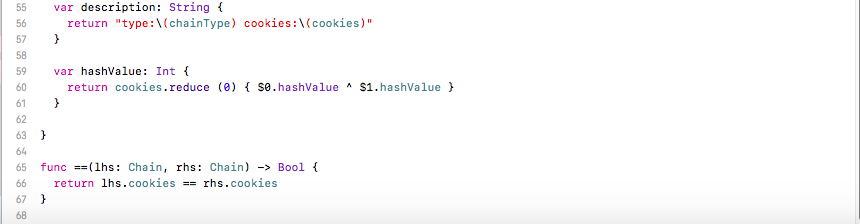 55 var description: String {
56 return "type:\(chainType) cookies:\(cookies)"
57 }
58
59 var hashValue: Int {
60 return cookies.reduce (0) { $0.hashValue ^ $1.hashValue }
61 }
62
63 }
64
65 func ==(lhs: Chain, rhs: Chain) -> Bool {
66 return lhs.cookies == rhs.cookies
67 }
68